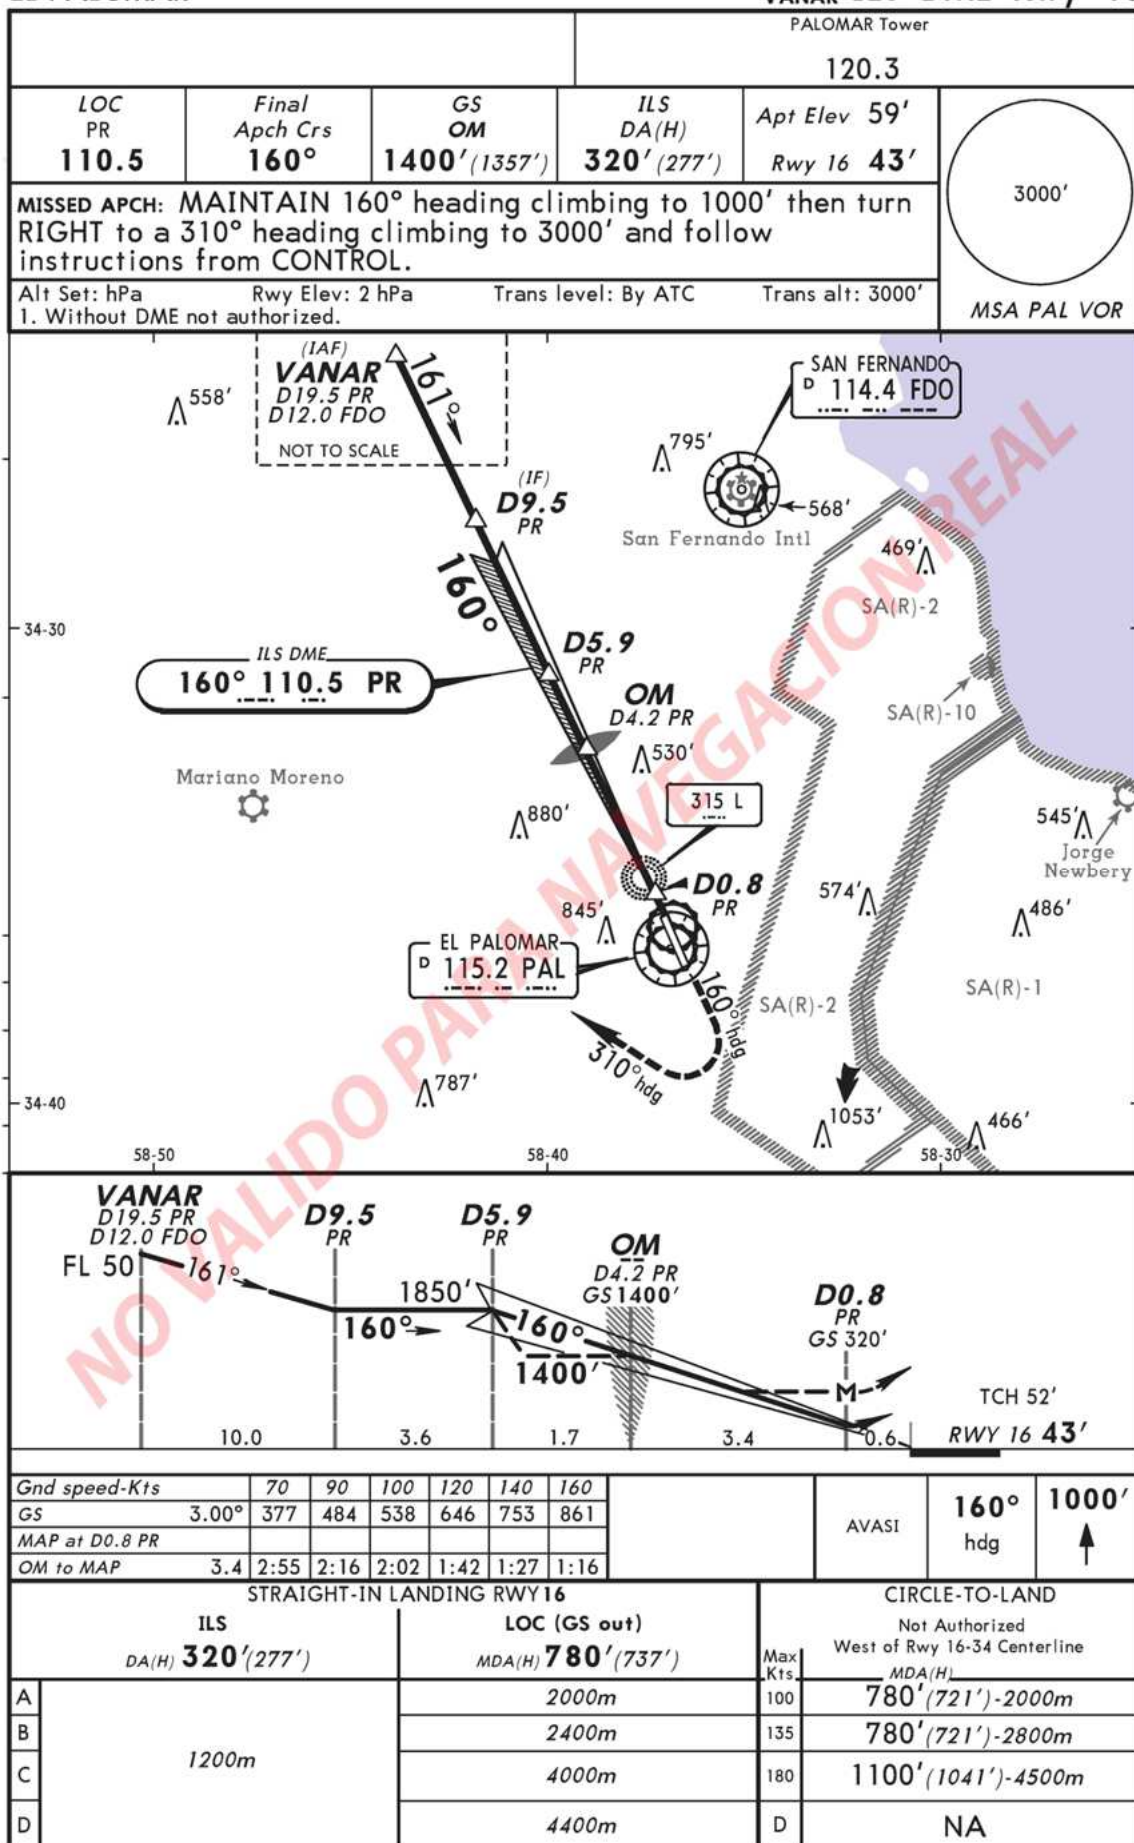 VANAR
PALOMAR Tower
120.3
LOC
PR
110.5
Final
Apch Crs
160°
GS
OM
1400'(1357')
ILS
DA(H)
320'(277')
Apt Elev 59'
Rwy 16 43'
3000'
MSA PAL VOR
MISSED APCH: MAINTAIN 160° heading climbing to 1000' then turn
RIGHT to a 310° heading climbing to 3000' and follow
instructions from CONTROL.
Alt Set: hPa Rwy Elev: 2 hPa Trans level: By ATC Trans alt: 3000'
1. Without DME not authorized.
(IAF)
VANAR
D19.5 PR
D12.0 FDO
NOT TO SCALE
161°
558'
SAN FERNANDO
D 114.4 FDO
795'
568'
San Fernando Intl
(IF)
D9.5
PR
160°
469'
SA(R)-2
34-30
D5.9
PR
ILS DME
160° 110.5 PR
OM
D4.2 PR
SA(R)-10
530'
Mariano Moreno
315 L
880'
545'
Jorge
Newbery
D0.8
PR
574'
486'
845'
EL PALOMAR
D 115.2 PAL
160° hdg
SA(R)-2
SA(R)-1
310° hdg
787'
34-40
1053'
466'
58-50
58-40
58-30
NO VALIDO PARA NAVEGACION REAL
VANAR
D19.5 PR
D12.0 FDO
FL 50
161°
D9.5
PR
D5.9
PR
1850'
160°
160°
1400'
OM
D4.2 PR
GS 1400'
D0.8
PR
GS 320'
M
TCH 52'
RWY 16 43'
10.0 3.6 1.7 3.4 0.6
Gnd speed-Kts 70 90 100 120 140 160
GS 3.00° 377 484 538 646 753 861
MAP at D0.8 PR
OM to MAP 3.4 2:55 2:16 2:02 1:42 1:27 1:16
AVASI
160°
hdg
1000'
STRAIGHT-IN LANDING RWY 16
ILS
DA(H) 320'(277')
LOC (GS out)
MDA(H) 780'(737')
CIRCLE-TO-LAND
Not Authorized
West of Rwy 16-34 Centerline
Max
Kts
MDA(H)
A 2000m 100 780'(721')-2000m
B 2400m 135 780'(721')-2800m
1200m
C 4000m 180 1100'(1041')-4500m
D 4400m D NA